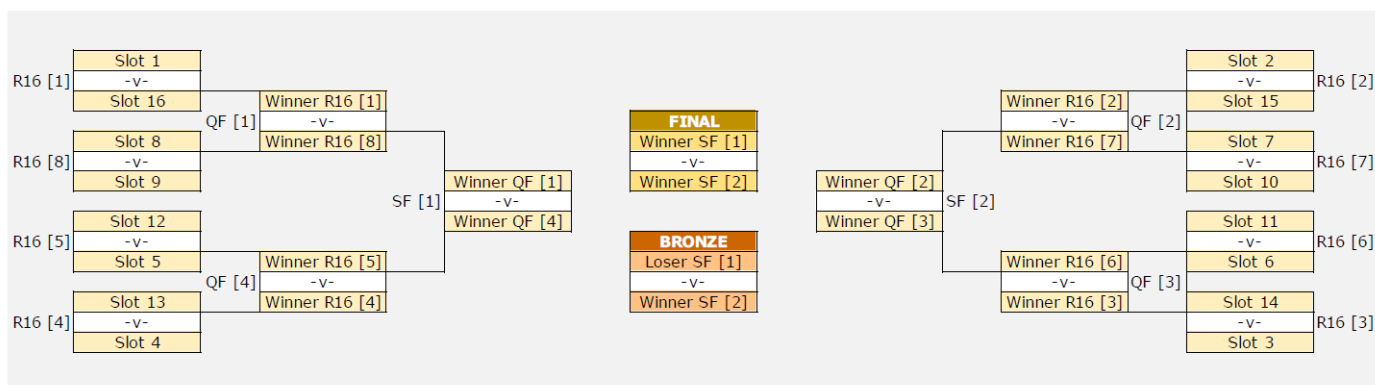 Slot 1
R16 [1]
-v-
Slot 16
Winner R16 [1]
QF [1]
-v-
Slot 8
Winner R16 [8]
R16 [8]
-v-
Slot 9
Winner QF [1]
SF [1]
-v-
Slot 12
Winner QF [4]
R16 [5]
-v-
Slot 5
Winner R16 [5]
QF [4]
-v-
Slot 13
Winner R16 [4]
R16 [4]
-v-
Slot 4
FINAL
Winner SF [1]
-v-
Winner SF [2]
BRONZE
Loser SF [1]
-v-
Winner SF [2]
Slot 2
-v-
R16 [2]
Winner R16 [2]
Slot 15
-v-
QF [2]
Winner R16 [7]
Slot 7
-v-
R16 [7]
Winner QF [2]
Slot 10
-v-
SF [2]
Winner QF [3]
Slot 11
-v-
R16 [6]
Winner R16 [6]
Slot 6
-v-
QF [3]
Winner R16 [3]
Slot 14
-v-
R16 [3]
Slot 3